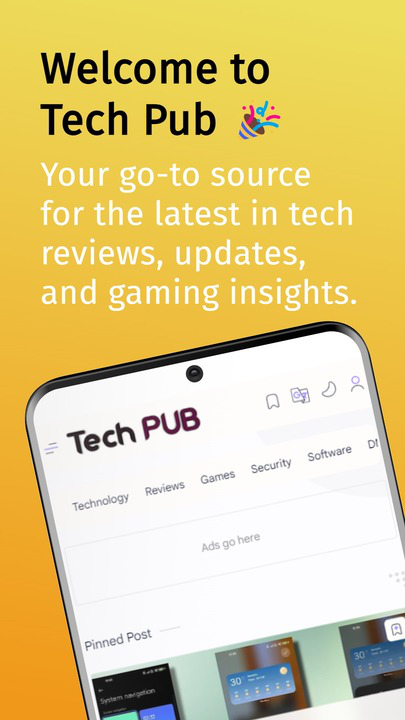 Welcome to
Tech Pub 🎉
Your go-to source
for the latest in tech
reviews, updates,
and gaming insights.
Tech PUB
Technology Reviews Games Security Software
Ads go here
Pinned Post
System navigation
30°
30